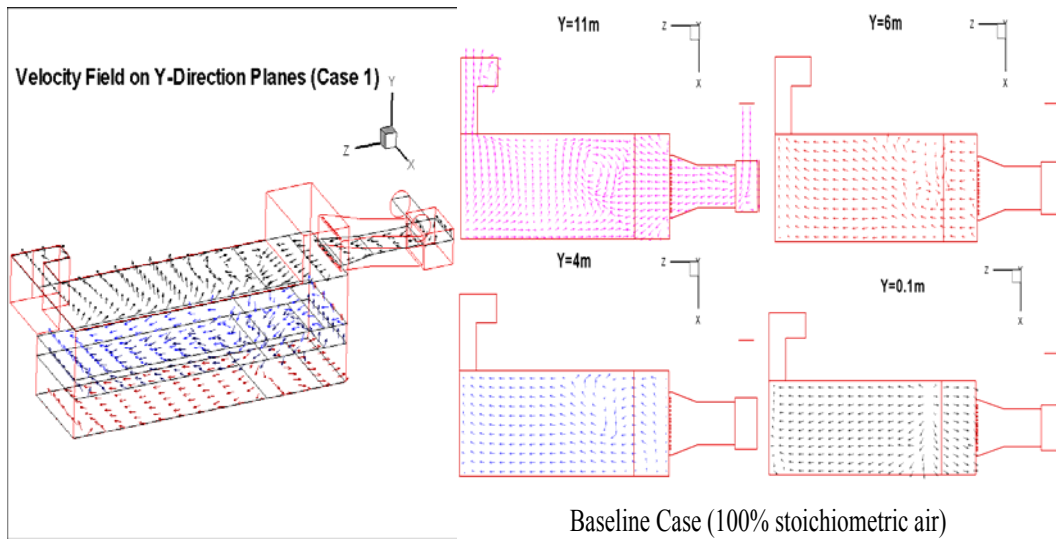 Velocity Field on Y-Direction Planes (Case 1)
Y
Z
X
Y=11m
Z
Y
X
Y=6m
Z
Y
X
Y=4m
Z
Y
X
Y=0.1m
Z
Y
X
Baseline Case (100% stoichiometric air)